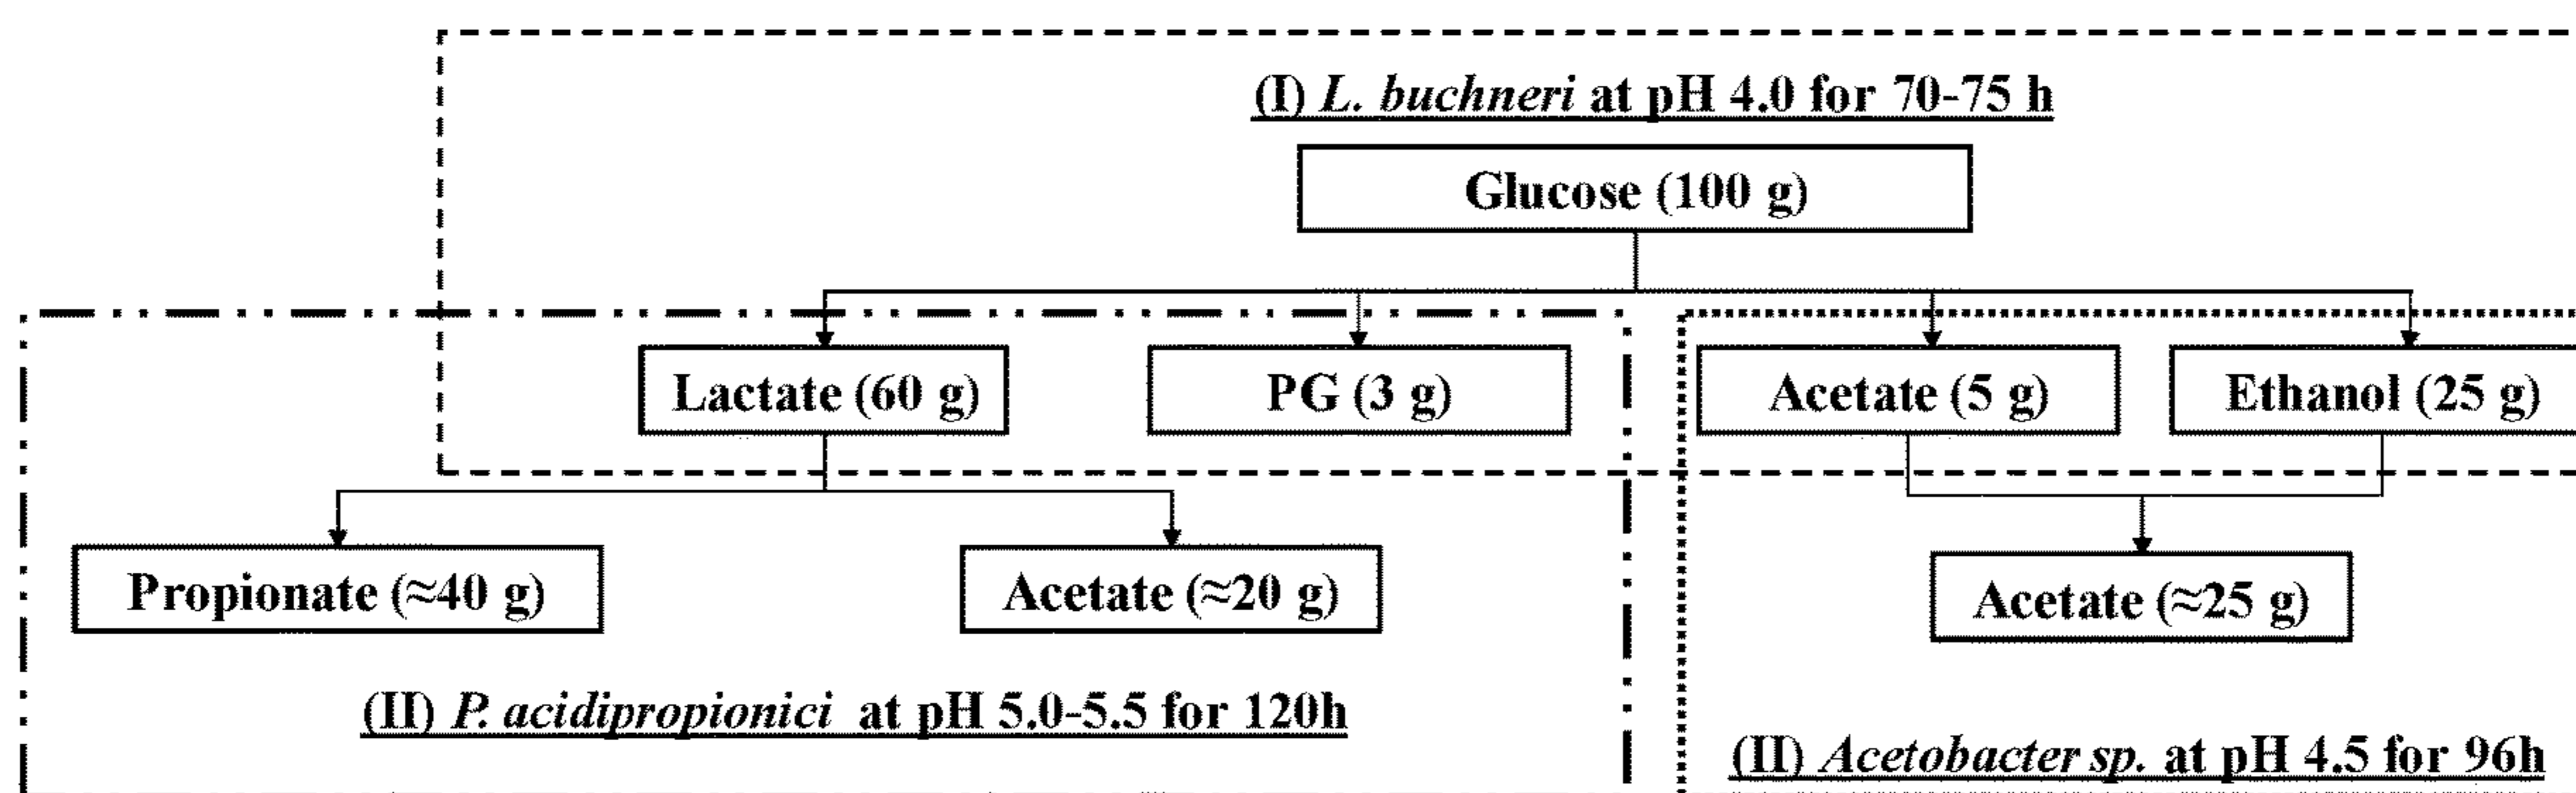 (I) L. buchneri at pH 4.0 for 70-75 h
Glucose (100 g)
Lactate (60 g)
PG (3 g)
Acetate (5 g)
Ethanol (25 g)
Propionate (≈40 g)
Acetate (≈20 g)
Acetate (≈25 g)
(II) P. acidipropionici at pH 5.0-5.5 for 120h
(II) Acetobacter sp. at pH 4.5 for 96h